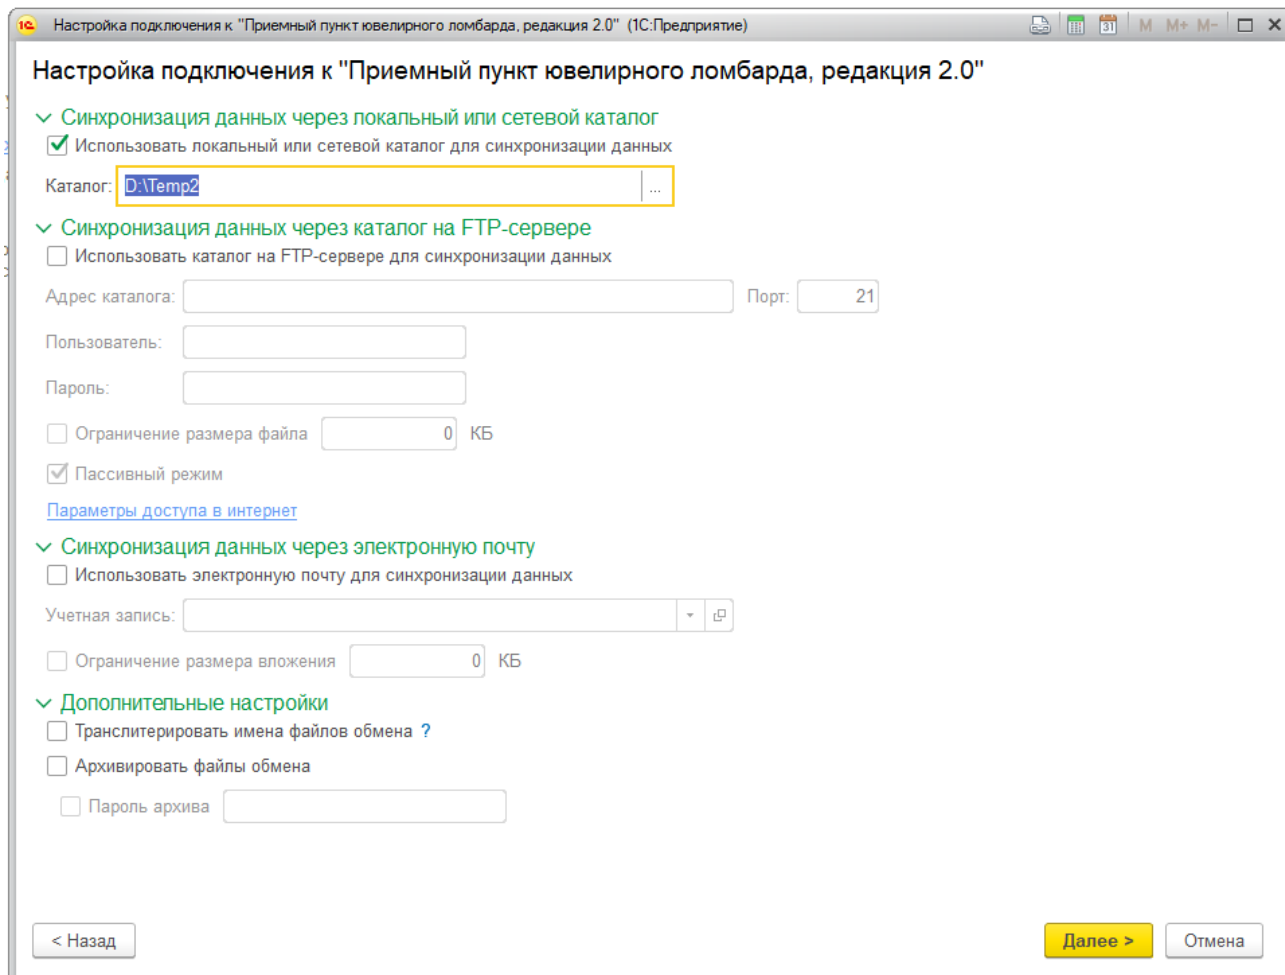 1С Настройка подключения к "Приемный пункт ювелирного ломбарда, редакция 2.0" (1С:Предприятие) 31 M M+ M-
Настройка подключения к "Приемный пункт ювелирного ломбарда, редакция 2.0"
Синхронизация данных через локальный или сетевой каталог
Использовать локальный или сетевой каталог для синхронизации данных
Каталог: D:\Temp2 ...
Синхронизация данных через каталог на FTP-сервере
Использовать каталог на FTP-сервере для синхронизации данных
Адрес каталога: Порт: 21
Пользователь:
Пароль:
Ограничение размера файла 0 КБ
Пассивный режим
Параметры доступа в интернет
Синхронизация данных через электронную почту
Использовать электронную почту для синхронизации данных
Учетная запись:
Ограничение размера вложения 0 КБ
Дополнительные настройки
Транслитерировать имена файлов обмена ?
Архивировать файлы обмена
Пароль архива
< Назад Далее > Отмена